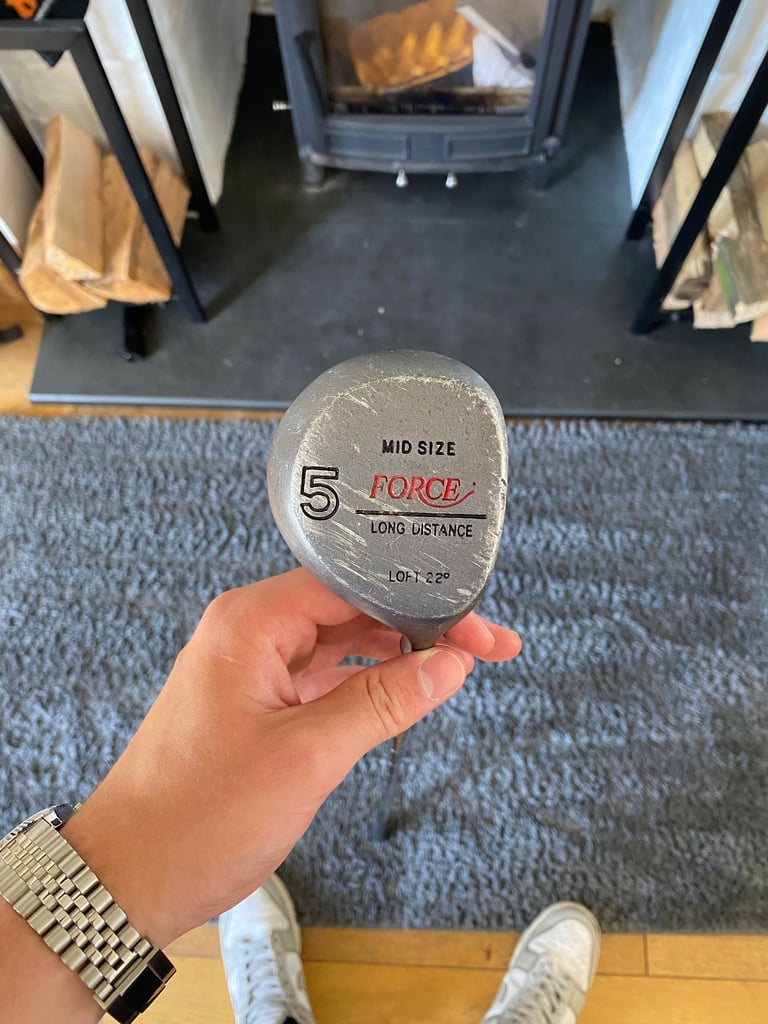 MID SIZE
5
FORCE
LONG DISTANCE
LOFT 22°